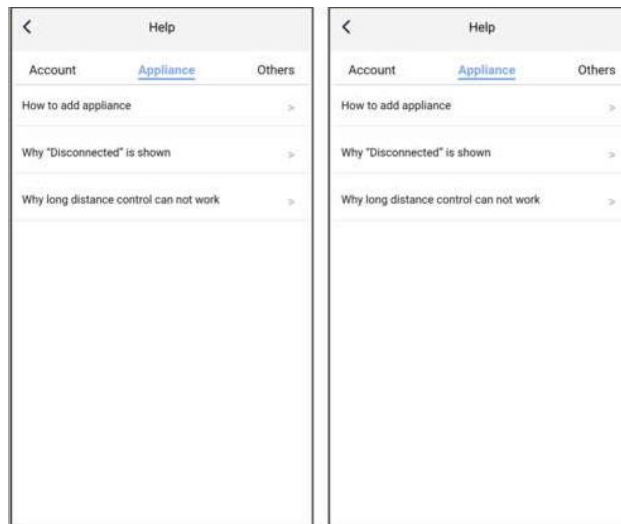 Help
Account Appliance Others
How to add appliance >
Why "Disconnected" is shown >
Why long distance control can not work >
Help
Account Appliance Others
How to add appliance >
Why "Disconnected" is shown >
Why long distance control can not work >